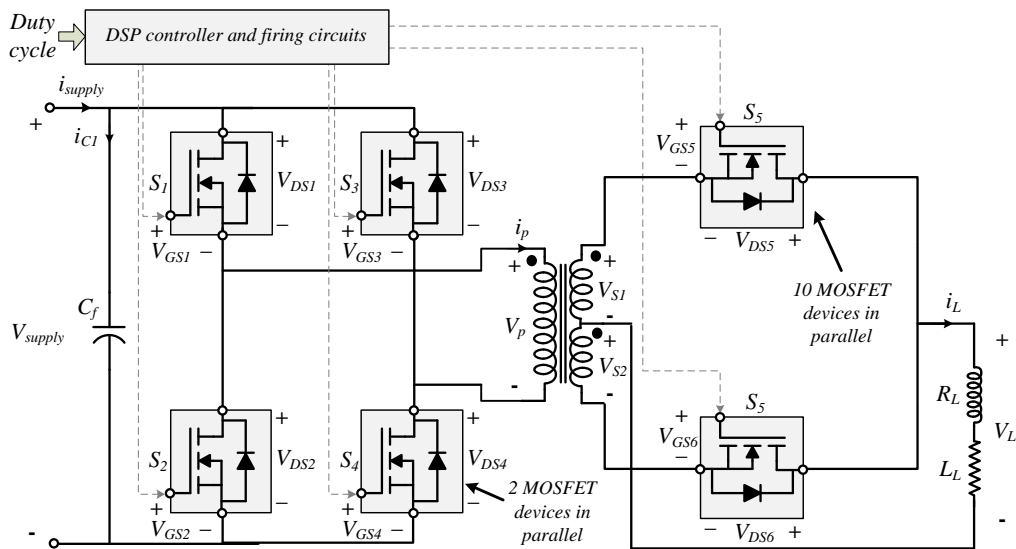 Duty
cycle
DSP controller and firing circuits
i_supply
+
i_C1
S_1
+
V_DS1
−
+
V_GS1 −
S_3
+
V_DS3
−
+
V_GS3 −
+
V_GS5
−
S_5
− V_DS5 +
10 MOSFET
devices in
parallel
i_p
+
V_p
-
+
V_S1
-
+
V_S2
-
i_L
+
R_L
V_L
L_L
-
C_f
V_supply
S_2
+
V_DS2
−
+
V_GS2 −
S_4
+
V_DS4
−
+
V_GS4 −
2 MOSFET
devices in
parallel
+
V_GS6
−
S_5
− V_DS6 +
-